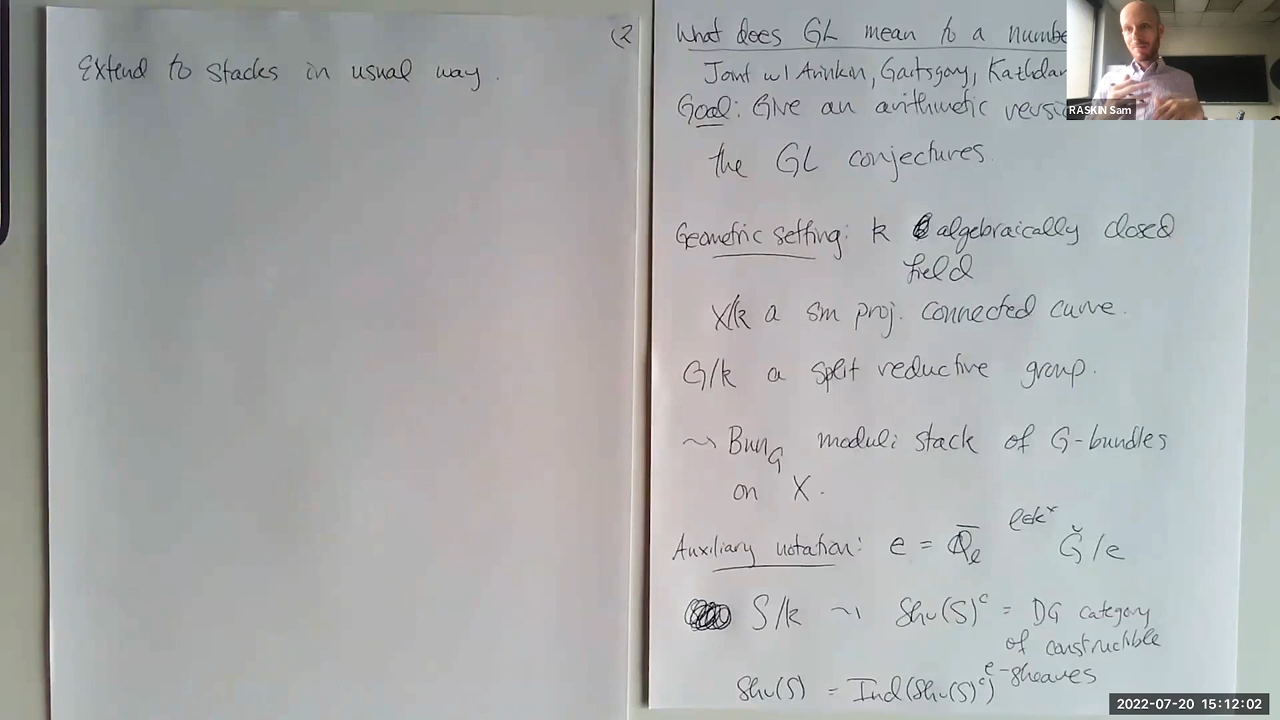 (2
Extend to stacks in usual way.
What does GL mean to a
Joint w/ Arinkin, Gaitsgory,
Goal: Give an arithmetic
the GL conjectures.
Geometric setting: k algebraically closed
field
X/k a sm proj. connected curve.
G/k a split reductive group.
~> Bun_G moduli stack of G-bundles
on X.
Auxiliary notation: e = Q̄_ℓ ℓ∈k^× Ǧ/e
S/k ~> Shv(S)^c = DG category
of constructible
e-sheaves
Shv(S) = Ind(Shv(S)^c)
RASKIN Sam
2022-07-20 15:12:02